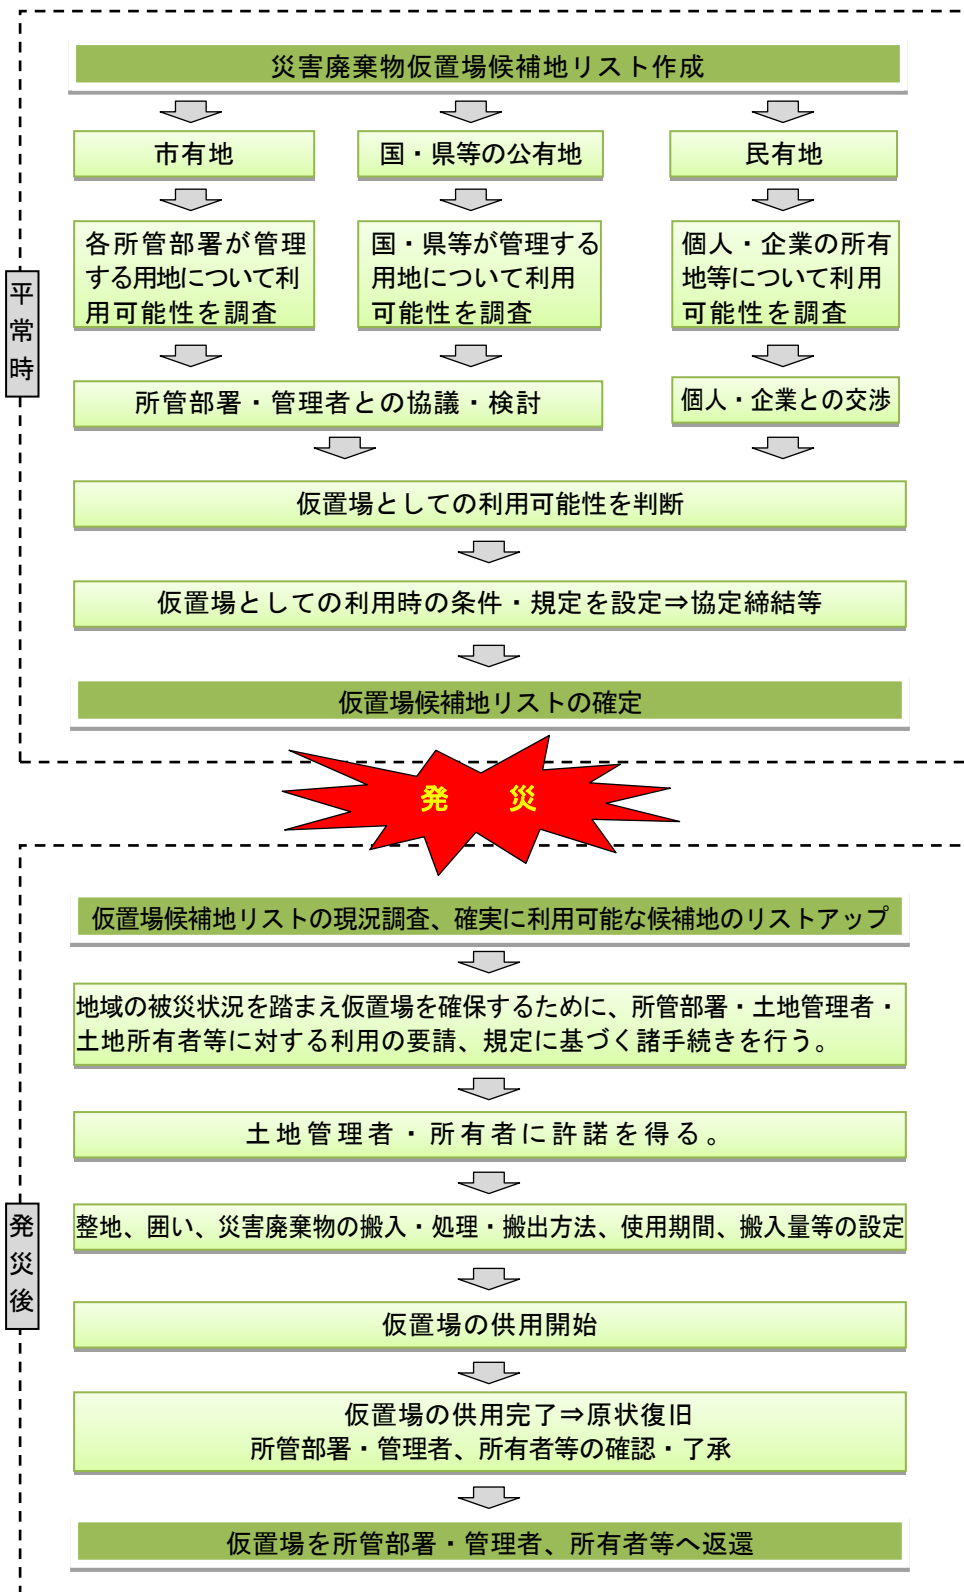 災害廃棄物仮置場候補地リスト作成
市有地
国・県等の公有地
民有地
各所管部署が管理
する用地について利
用可能性を調査
国・県等が管理する
用地について利用
可能性を調査
個人・企業の所有
地等について利用
可能性を調査
平常時
所管部署・管理者との協議・検討
個人・企業との交渉
仮置場としての利用可能性を判断
仮置場としての利用時の条件・規定を設定⇒協定締結等
仮置場候補地リストの確定
発 災
仮置場候補地リストの現況調査、確実に利用可能な候補地のリストアップ
地域の被災状況を踏まえ仮置場を確保するために、所管部署・土地管理者・
土地所有者等に対する利用の要請、規定に基づく諸手続きを行う。
土地管理者・所有者に許諾を得る。
発災後
整地、囲い、災害廃棄物の搬入・処理・搬出方法、使用期間、搬入量等の設定
仮置場の供用開始
仮置場の供用完了⇒原状復旧
所管部署・管理者、所有者等の確認・了承
仮置場を所管部署・管理者、所有者等へ返還